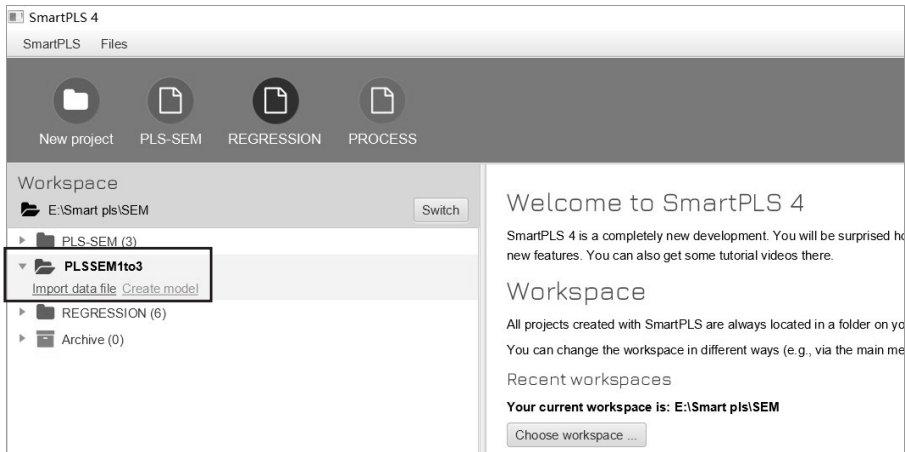 SmartPLS 4
SmartPLS Files
New project PLS-SEM REGRESSION PROCESS
Workspace
E:\Smart pls\SEM Switch
PLS-SEM (3)
PLSSEM1to3
Import data file Create model
REGRESSION (6)
Archive (0)
Welcome to SmartPLS 4
SmartPLS 4 is a completely new development. You will be surprised
new features. You can also get some tutorial videos there.
Workspace
All projects created with SmartPLS are always located in a folder on
You can change the workspace in different ways (e.g., via the main
Recent workspaces
Your current workspace is: E:\Smart pls\SEM
Choose workspace ...